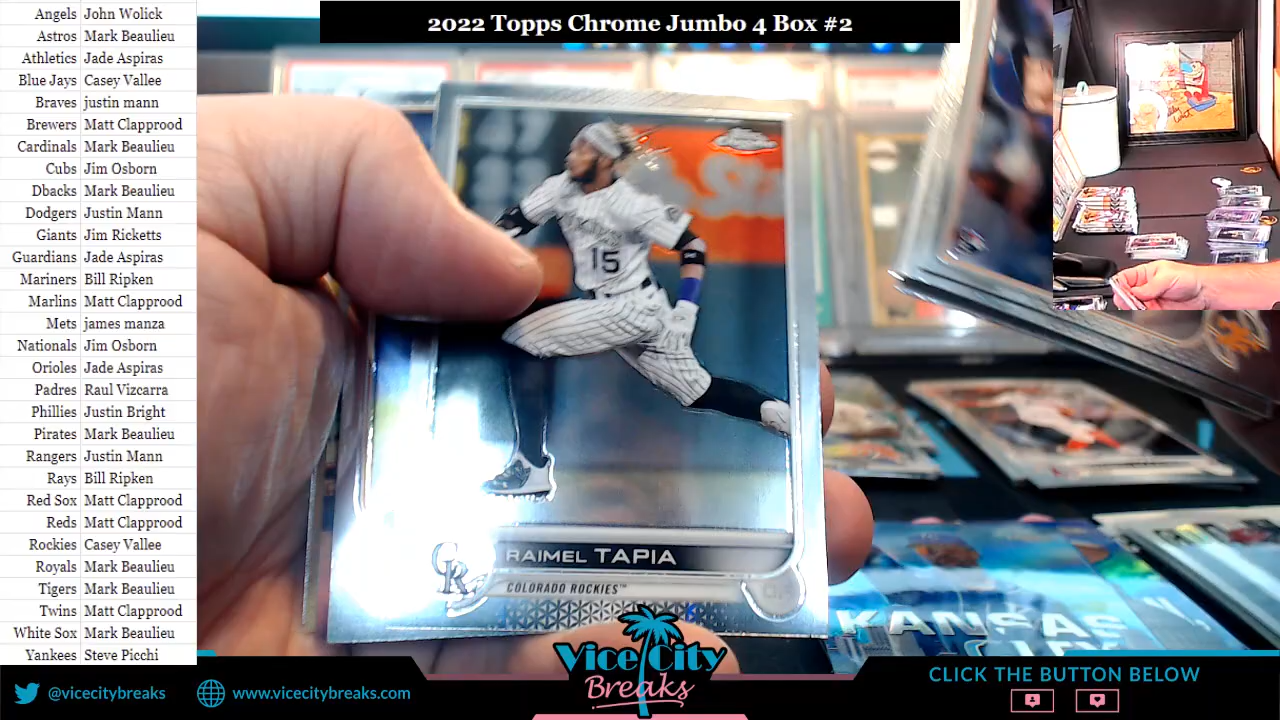 2022 Topps Chrome Jumbo 4 Box #2
Angels John Wolick
Astros Mark Beaulieu
Athletics Jade Aspiras
Blue Jays Casey Vallee
Braves justin mann
Brewers Matt Clapprood
Cardinals Mark Beaulieu
Cubs Jim Osborn
Dbacks Mark Beaulieu
Dodgers Justin Mann
Giants Jim Ricketts
Guardians Jade Aspiras
Mariners Bill Ripken
Marlins Matt Clapprood
Mets james manza
Nationals Jim Osborn
Orioles Jade Aspiras
Padres Raul Vizcarra
Phillies Justin Bright
Pirates Mark Beaulieu
Rangers Justin Mann
Rays Bill Ripken
Red Sox Matt Clapprood
Reds Matt Clapprood
Rockies Casey Vallee
Royals Mark Beaulieu
Tigers Mark Beaulieu
Twins Matt Clapprood
White Sox Mark Beaulieu
Yankees Steve Picchi
15
CR
RAIMEL TAPIA
COLORADO ROCKIES™
KANSAS
Vice City
Breaks
@vicecitybreaks
www.vicecitybreaks.com
CLICK THE BUTTON BELOW